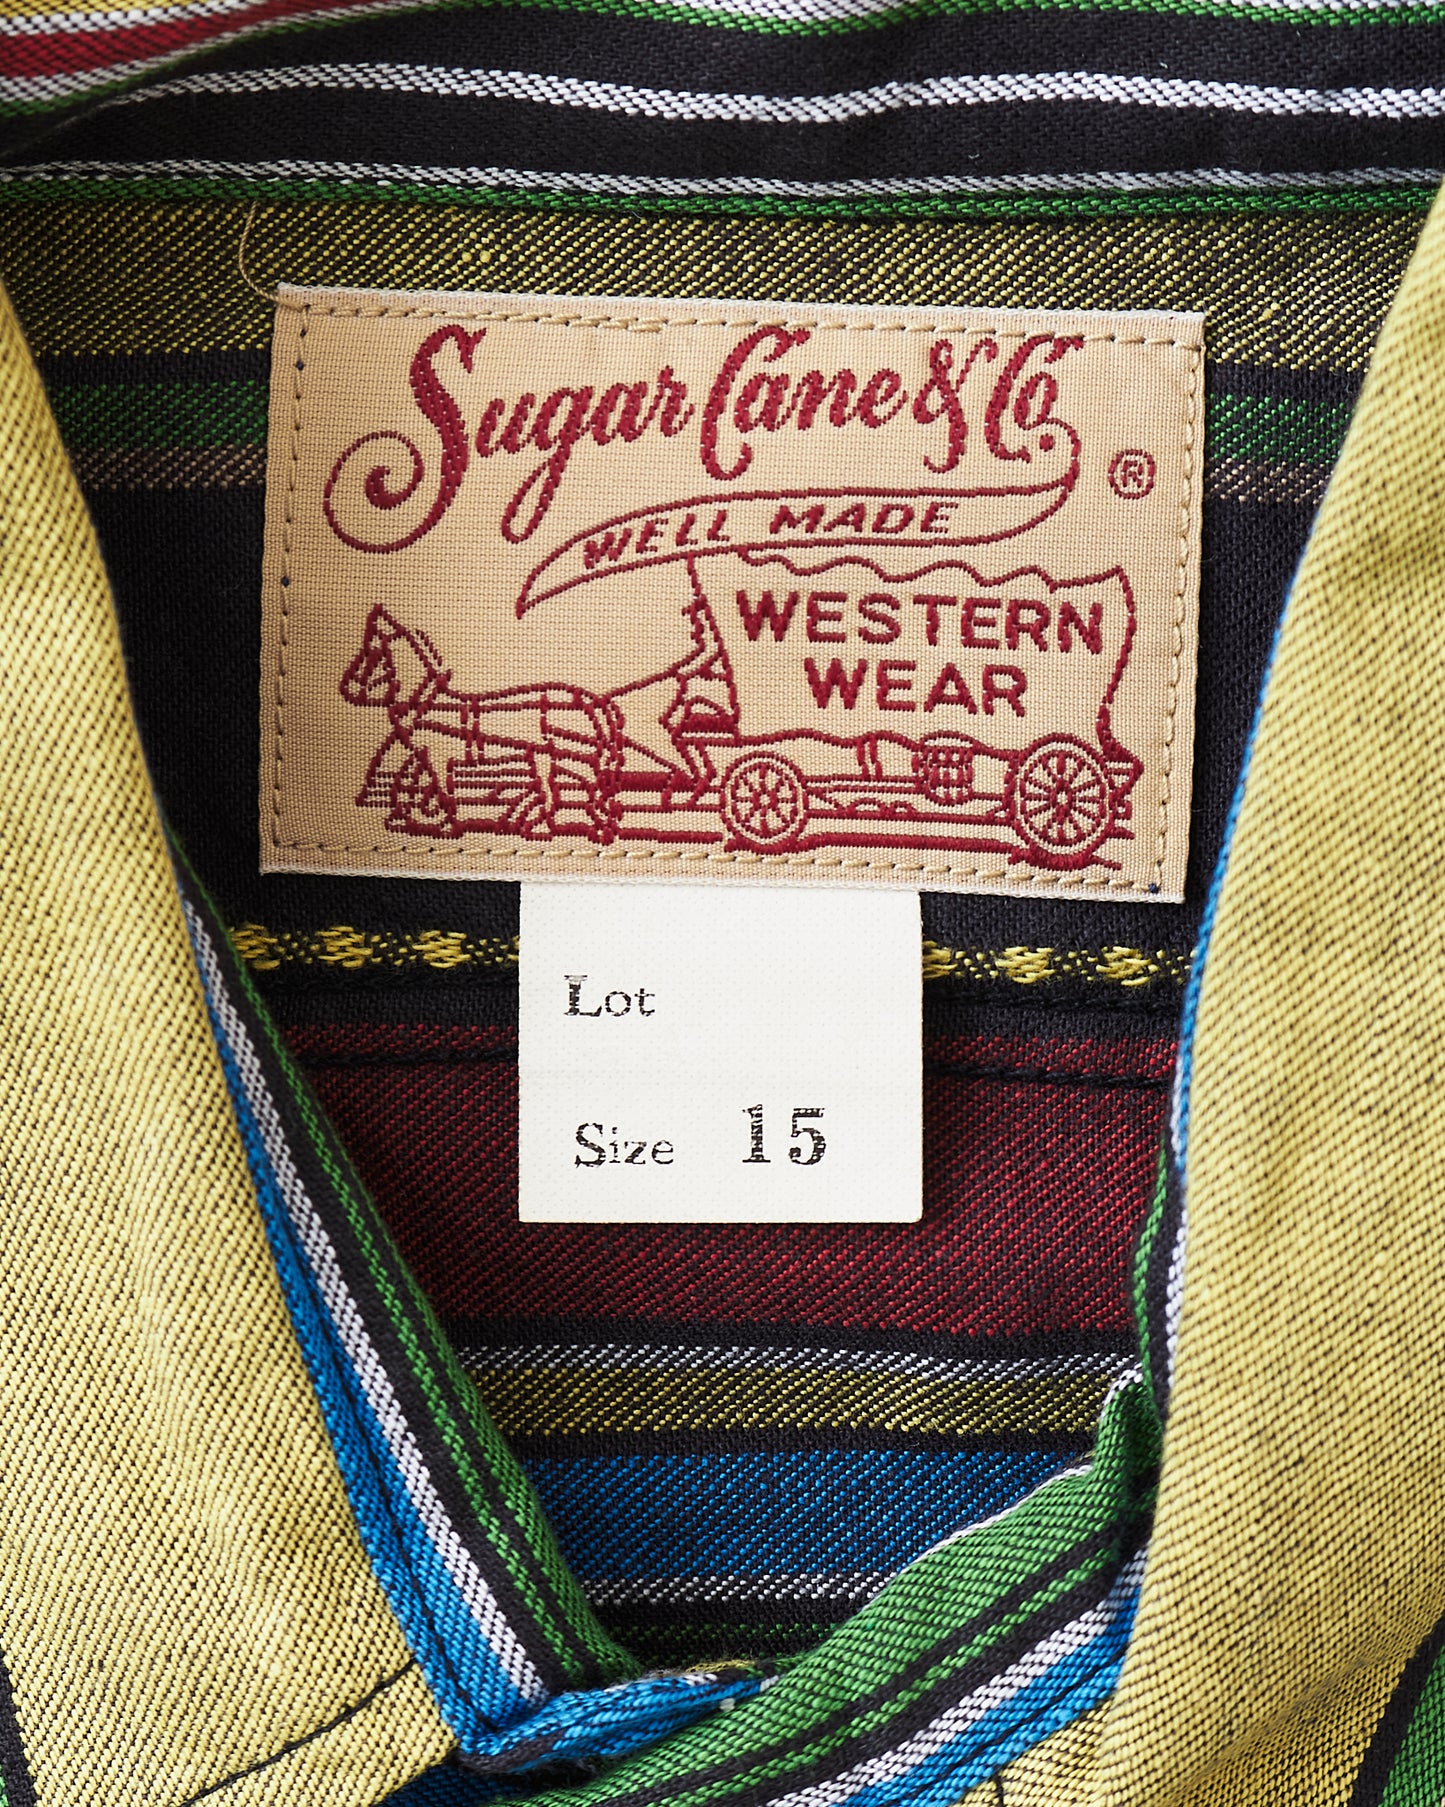 Sugar Cane & Co.
®
WELL MADE
WESTERN
WEAR
Lot
Size 15